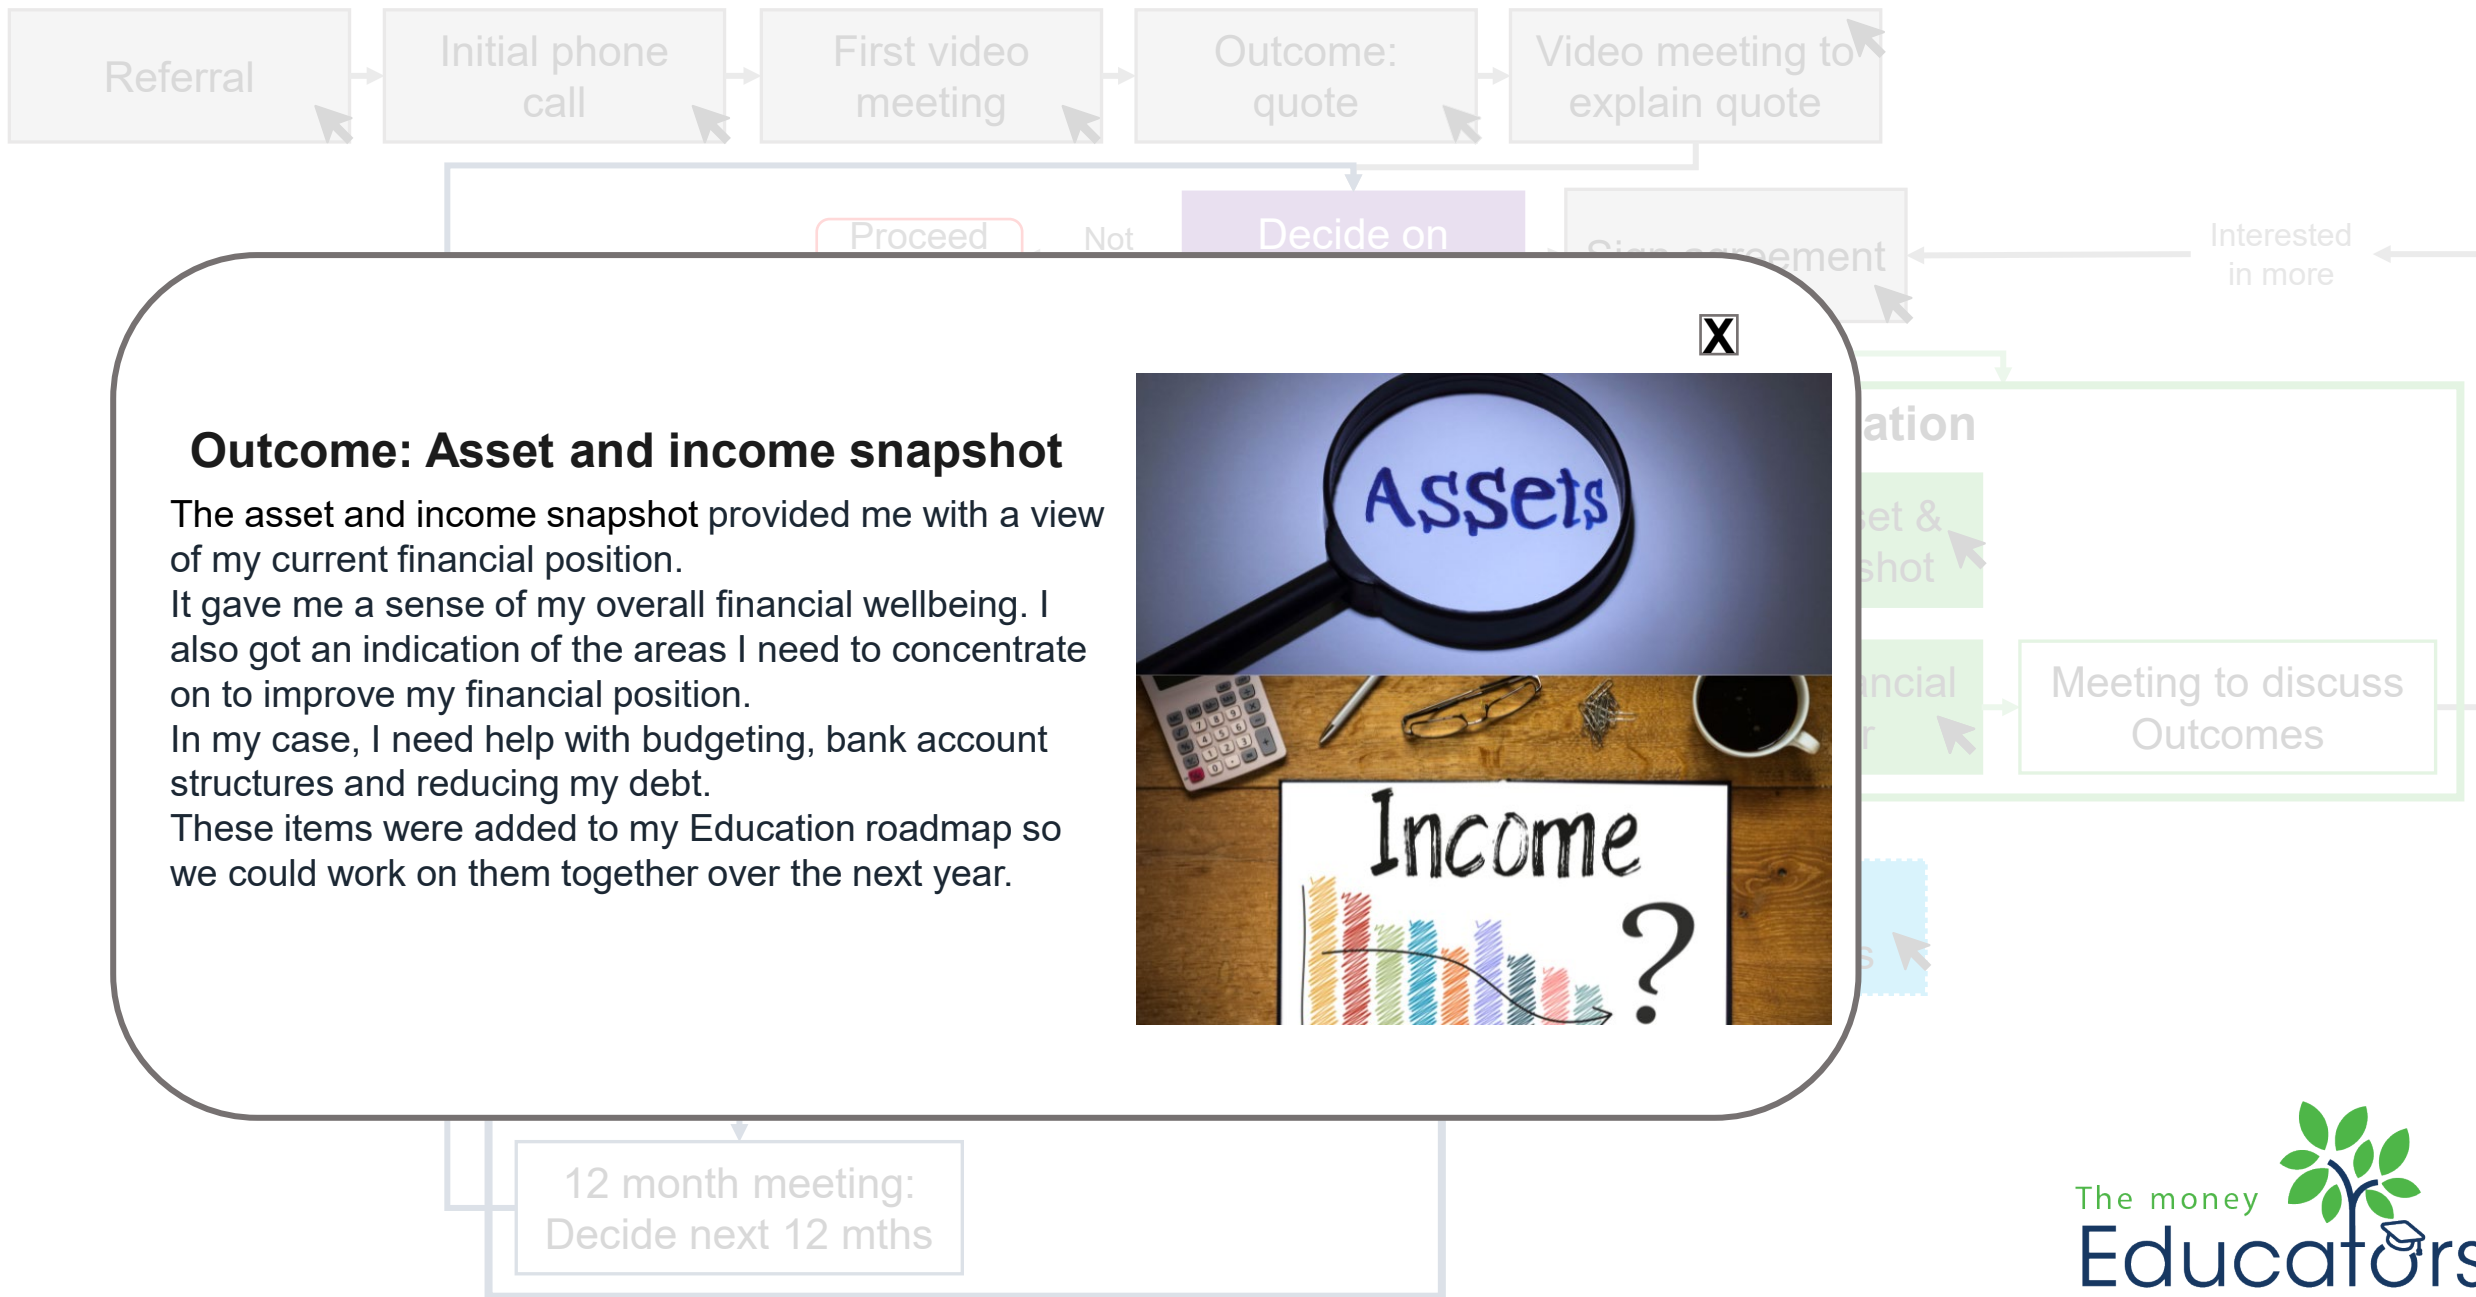 Referral
Initial phone
call
First video
meeting
Outcome:
quote
Video meeting to
explain quote
Proceed
Not
Decide on
Sign agreement
Interested
in more
X
Outcome: Asset and income snapshot
The asset and income snapshot provided me with a view
of my current financial position.
It gave me a sense of my overall financial wellbeing. I
also got an indication of the areas I need to concentrate
on to improve my financial position.
In my case, I need help with budgeting, bank account
structures and reducing my debt.
These items were added to my Education roadmap so
we could work on them together over the next year.
Assets
Income
?
Meeting to discuss
Outcomes
12 month meeting:
Decide next 12 mths
The money
Educators